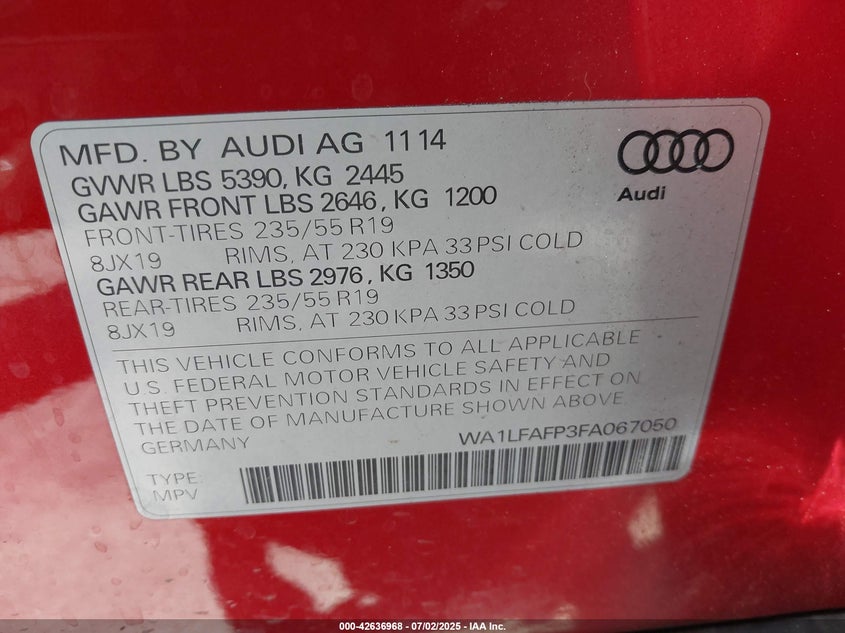 MFD. BY AUDI AG 11 14
Audi
GVWR LBS 5390, KG 2445
GAWR FRONT LBS 2646, KG 1200
FRONT-TIRES 235/55 R19
8JX19 RIMS, AT 230 KPA 33 PSI COLD
GAWR REAR LBS 2976, KG 1350
REAR-TIRES 235/55 R19
8JX19 RIMS, AT 230 KPA 33 PSI COLD
THIS VEHICLE CONFORMS TO ALL APPLICABLE
U.S. FEDERAL MOTOR VEHICLE SAFETY AND
THEFT PREVENTION STANDARDS IN EFFECT ON
THE DATE OF MANUFACTURE SHOWN ABOVE.
GERMANY WA1LFAFP3FA067050
TYPE:
MPV
000-42636968 - 07/02/2025 - IAA Inc.